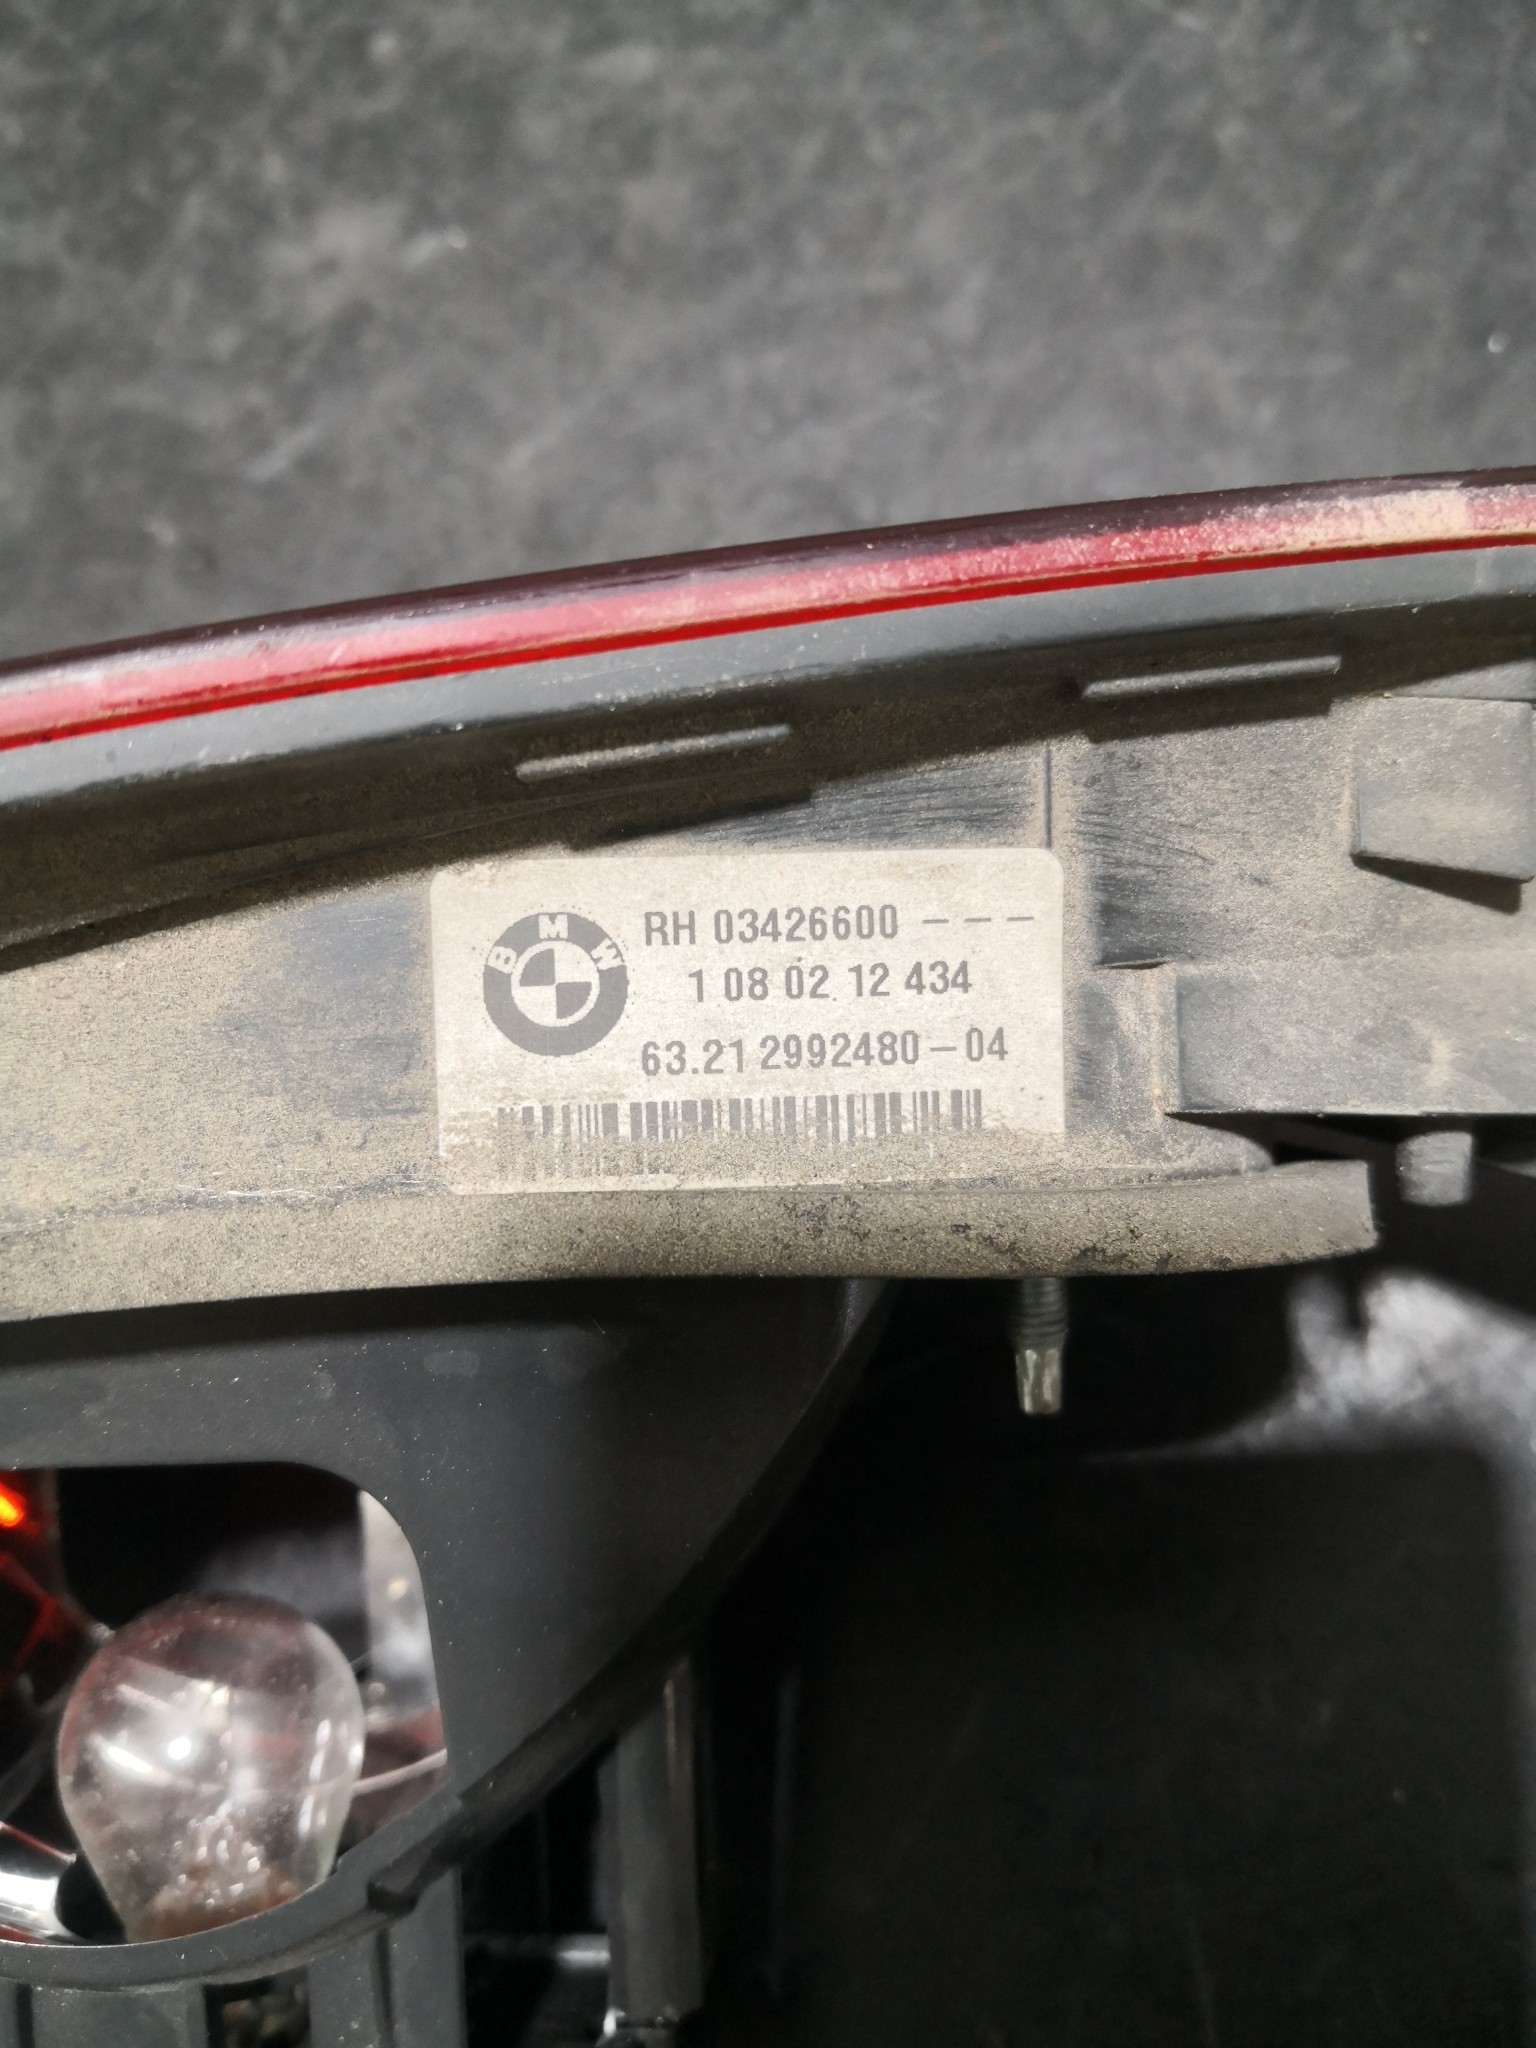 BMW
RH 03426600 - - -
1 08 02 12 434
63.21 2992480-04